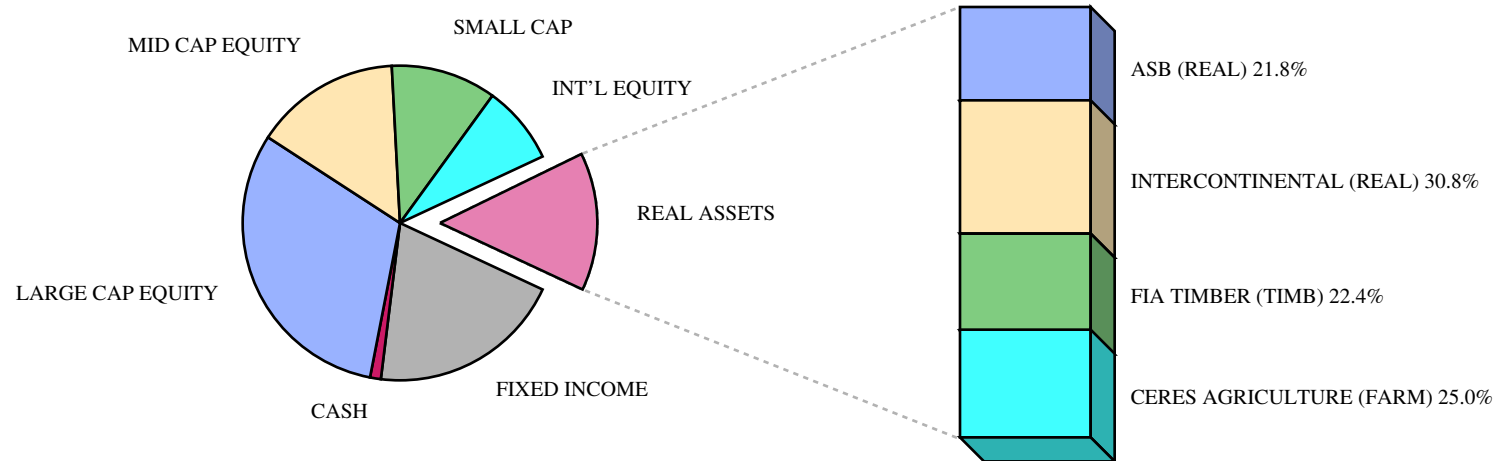 SMALL CAP
MID CAP EQUITY
INT'L EQUITY
REAL ASSETS
LARGE CAP EQUITY
FIXED INCOME
CASH
ASB (REAL) 21.8%
INTERCONTINENTAL (REAL) 30.8%
FIA TIMBER (TIMB) 22.4%
CERES AGRICULTURE (FARM) 25.0%